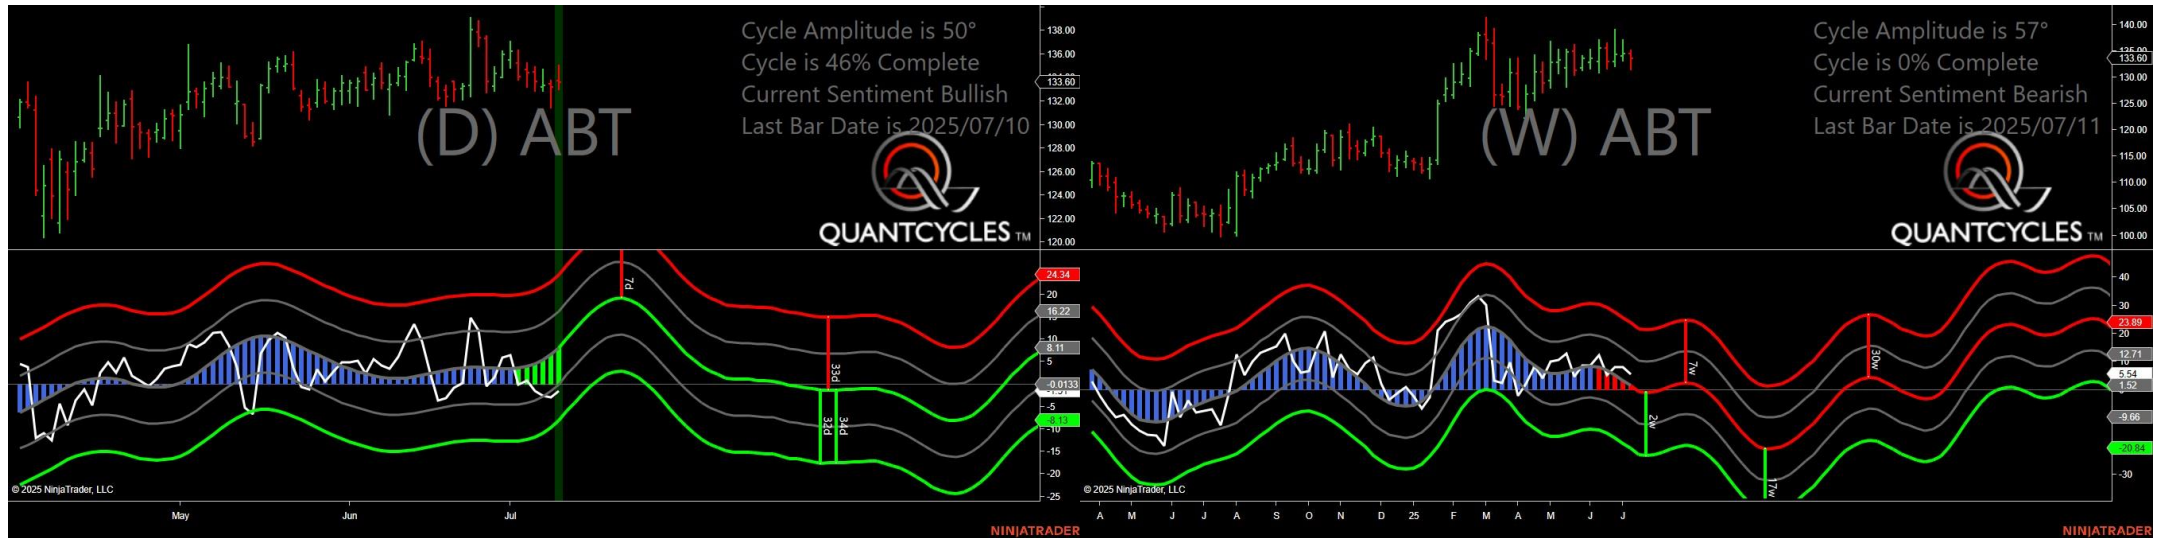 Cycle Amplitude is 50°
Cycle is 46% Complete
Current Sentiment Bullish
Last Bar Date is 2025/07/10
(D) ABT
QUANTCYCLES TM
138.00
136.00
133.60
132.00
130.00
128.00
126.00
124.00
122.00
120.00
7d
33d
32d
34d
24.34
20
16.22
10
8.11
5
-0.0133
-5
-8.13
-10
-15
-20
-25
© 2025 NinjaTrader, LLC
May Jun Jul
NINJATRADER
Cycle Amplitude is 57°
Cycle is 0% Complete
Current Sentiment Bearish
Last Bar Date is 2025/07/11
(W) ABT
QUANTCYCLES TM
140.00
133.60
130.00
125.00
120.00
115.00
110.00
105.00
100.00
7w
30w
2w
17w
40
30
23.89
20
12.71
5.54
1.52
-9.66
-20.84
-30
© 2025 NinjaTrader, LLC
A M J J A S O N D 25 F M A M J J
NINJATRADER